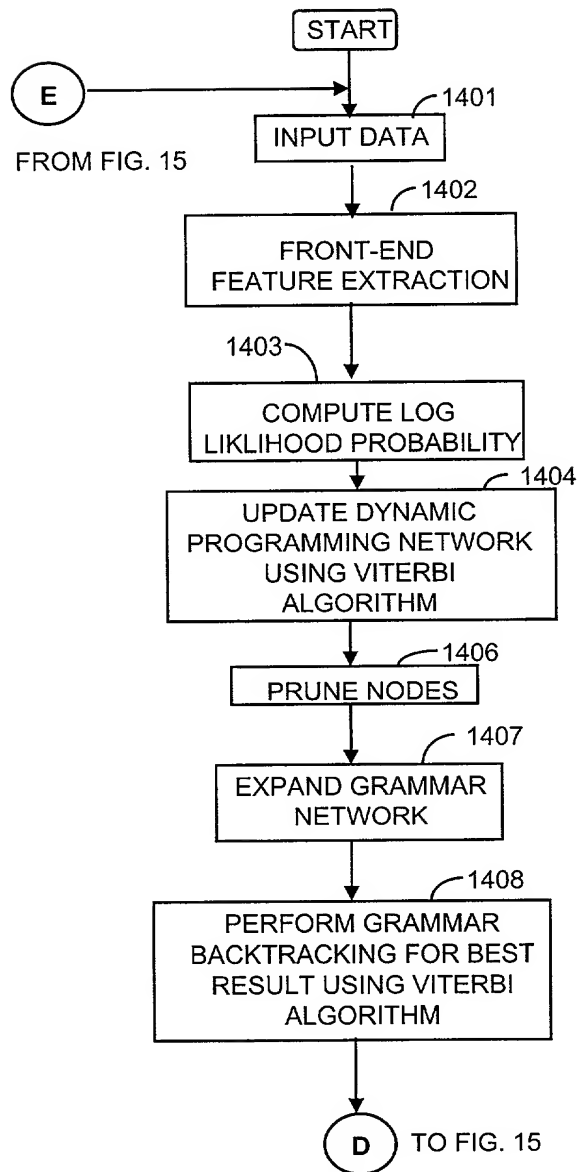 START
E
FROM FIG. 15
1401
INPUT DATA
1402
FRONT-END
FEATURE EXTRACTION
1403
COMPUTE LOG
LIKLIHOOD PROBABILITY
1404
UPDATE DYNAMIC
PROGRAMMING NETWORK
USING VITERBI
ALGORITHM
1406
PRUNE NODES
1407
EXPAND GRAMMAR
NETWORK
1408
PERFORM GRAMMAR
BACKTRACKING FOR BEST
RESULT USING VITERBI
ALGORITHM
D
TO FIG. 15